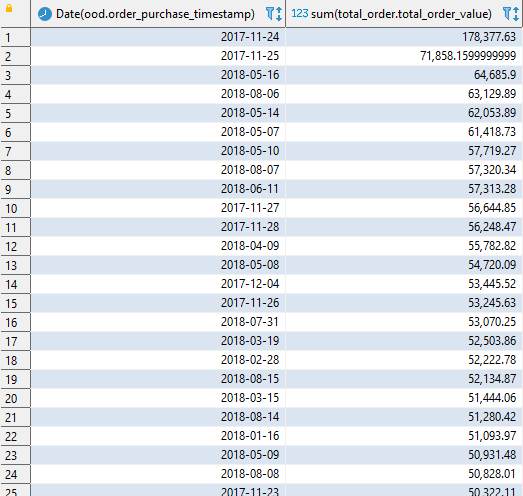 Date(ood.order_purchase_timestamp) 123 sum(total_order.total_order_value)
1 2017-11-24 178,377.63
2 2017-11-25 71,858.1599999999
3 2018-05-16 64,685.9
4 2018-08-06 63,129.89
5 2018-05-14 62,053.89
6 2018-05-07 61,418.73
7 2018-05-10 57,719.27
8 2018-08-07 57,320.34
9 2018-06-11 57,313.28
10 2017-11-27 56,644.85
11 2017-11-28 56,248.47
12 2018-04-09 55,782.82
13 2018-05-08 54,720.09
14 2017-12-04 53,445.52
15 2017-11-26 53,245.63
16 2018-07-31 53,070.25
17 2018-03-19 52,503.86
18 2018-02-28 52,222.78
19 2018-08-15 52,134.87
20 2018-03-15 51,444.06
21 2018-08-14 51,280.42
22 2018-01-16 51,093.97
23 2018-05-09 50,931.48
24 2018-08-08 50,828.01
25 2017-11-23 50,322.11